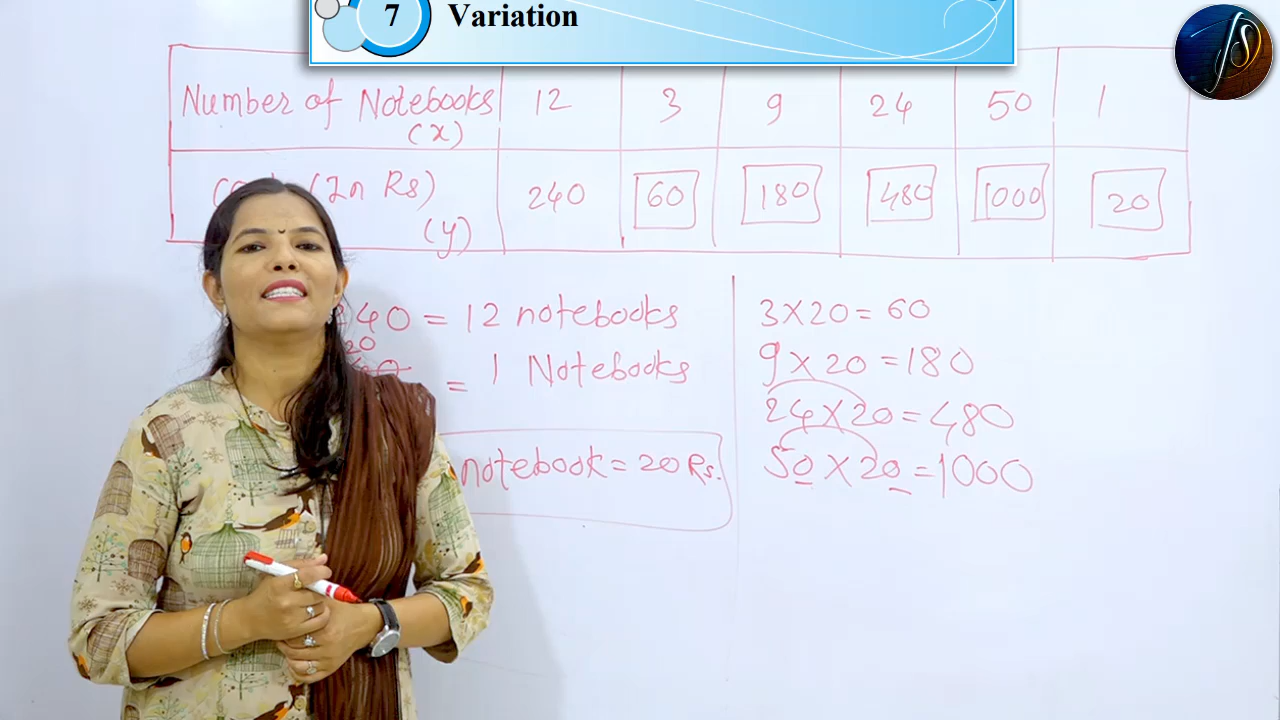 7 Variation
Number of Notebooks 12 3 9 24 50 1
(x)
(In Rs) 240 60 180 480 1000 20
(y)
240 = 12 notebooks
20
= 1 Notebooks
notebook = 20 Rs.
3 X 20 = 60
9 X 20 = 180
24 X 20 = 480
50 X 20 = 1000